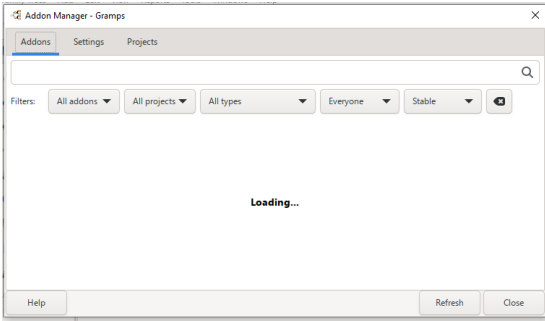 Addon Manager - Gramps
Addons Settings Projects
Filters: All addons All projects All types Everyone Stable
Loading...
Help Refresh Close